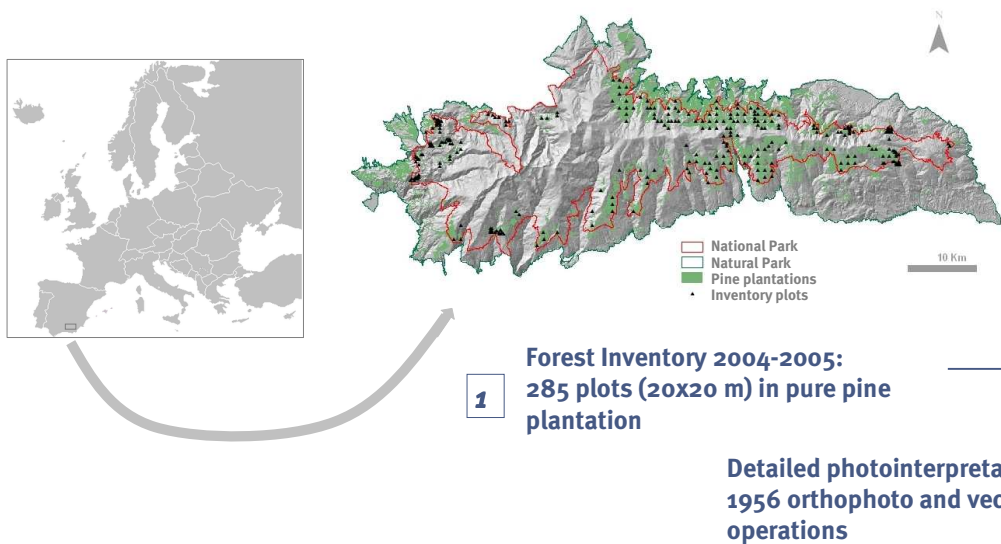 N
National Park
Natural Park
Pine plantations
Inventory plots
10 Km
1
Forest Inventory 2004-2005:
285 plots (20x20 m) in pure pine
plantation
Detailed photointerpreta
1956 orthophoto and vec
operations